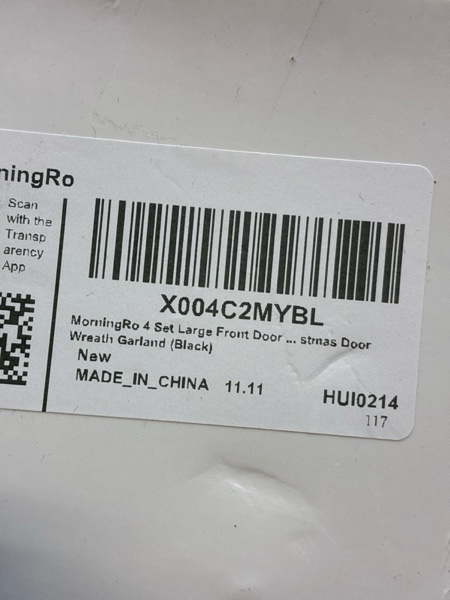 ningRo
Scan
with the
Transp
arency
App
X004C2MYBL
MorningRo 4 Set Large Front Door ... stmas Door
Wreath Garland (Black)
New
MADE_IN_CHINA 11.11
HUI0214
117